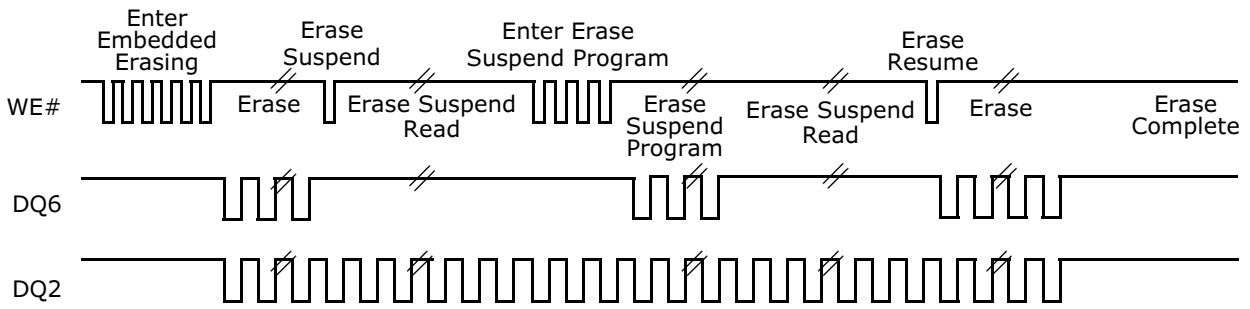 Enter
Embedded
Erasing
Erase
Suspend
Enter Erase
Suspend Program
Erase
Resume
WE#
Erase
Erase Suspend
Read
Erase
Suspend
Program
Erase Suspend
Read
Erase
Erase
Complete
DQ6
DQ2